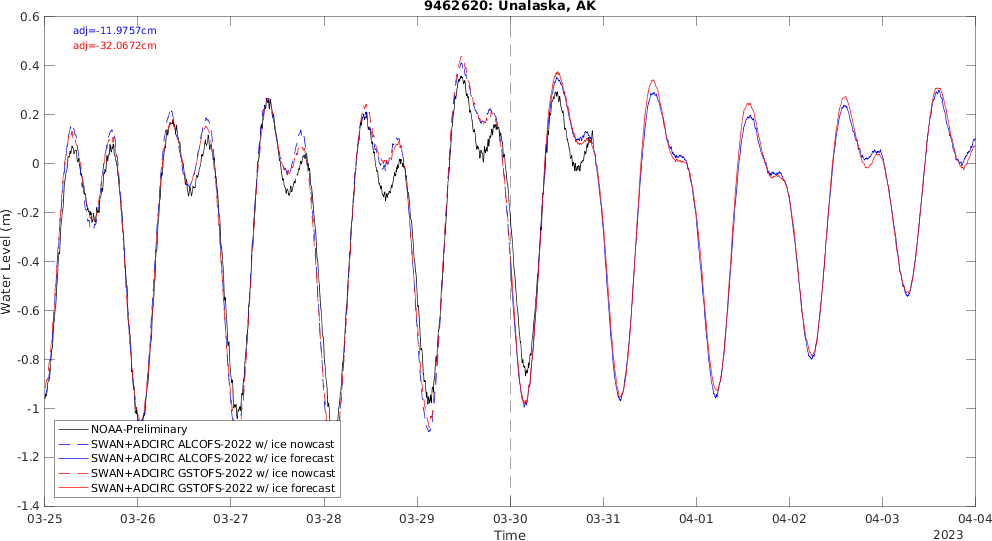 9462620: Unalaska, AK
adj=-11.9757cm
adj=-32.0672cm
0.6
0.4
0.2
0
-0.2
-0.4
-0.6
-0.8
-1
-1.2
-1.4
Water Level (m)
NOAA-Preliminary
SWAN+ADCIRC ALCOFS-2022 w/ ice nowcast
SWAN+ADCIRC ALCOFS-2022 w/ ice forecast
SWAN+ADCIRC GSTOFS-2022 w/ ice nowcast
SWAN+ADCIRC GSTOFS-2022 w/ ice forecast
03-25 03-26 03-27 03-28 03-29 03-30 03-31 04-01 04-02 04-03 04-04
Time
2023